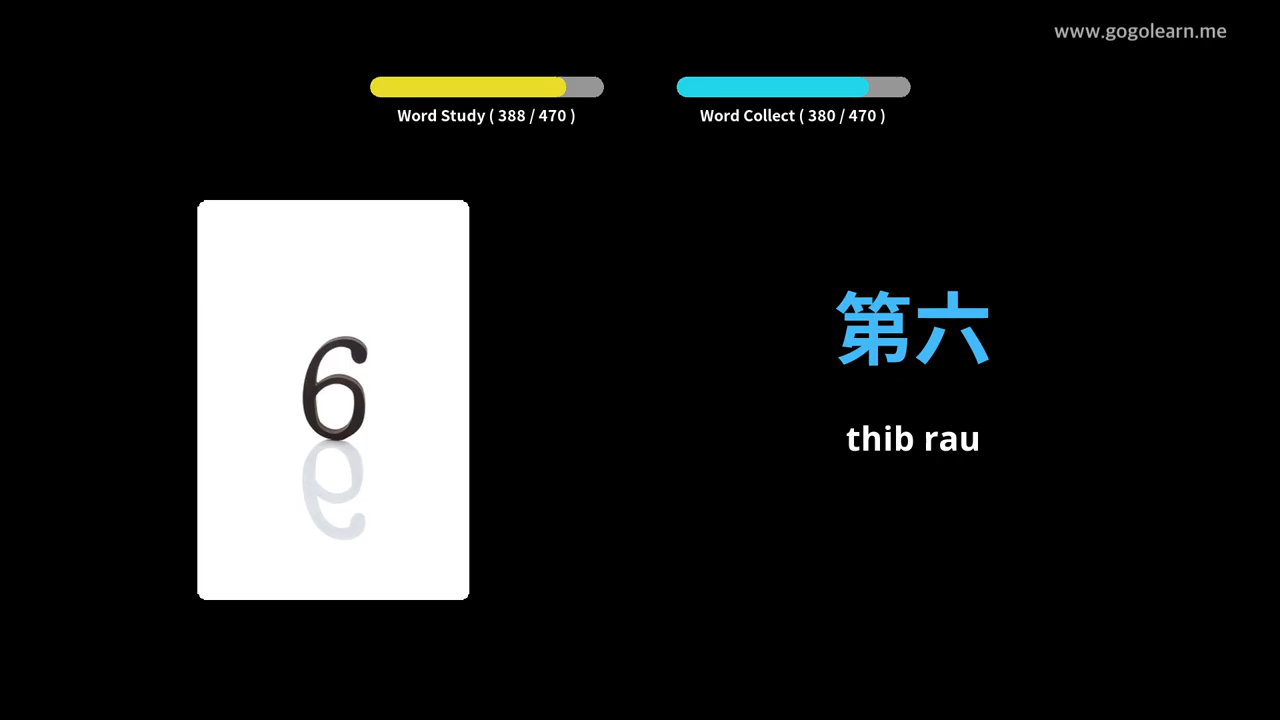 www.gogolearn.me
Word Study ( 388 / 470 )
Word Collect ( 380 / 470 )
6
第六
thib rau